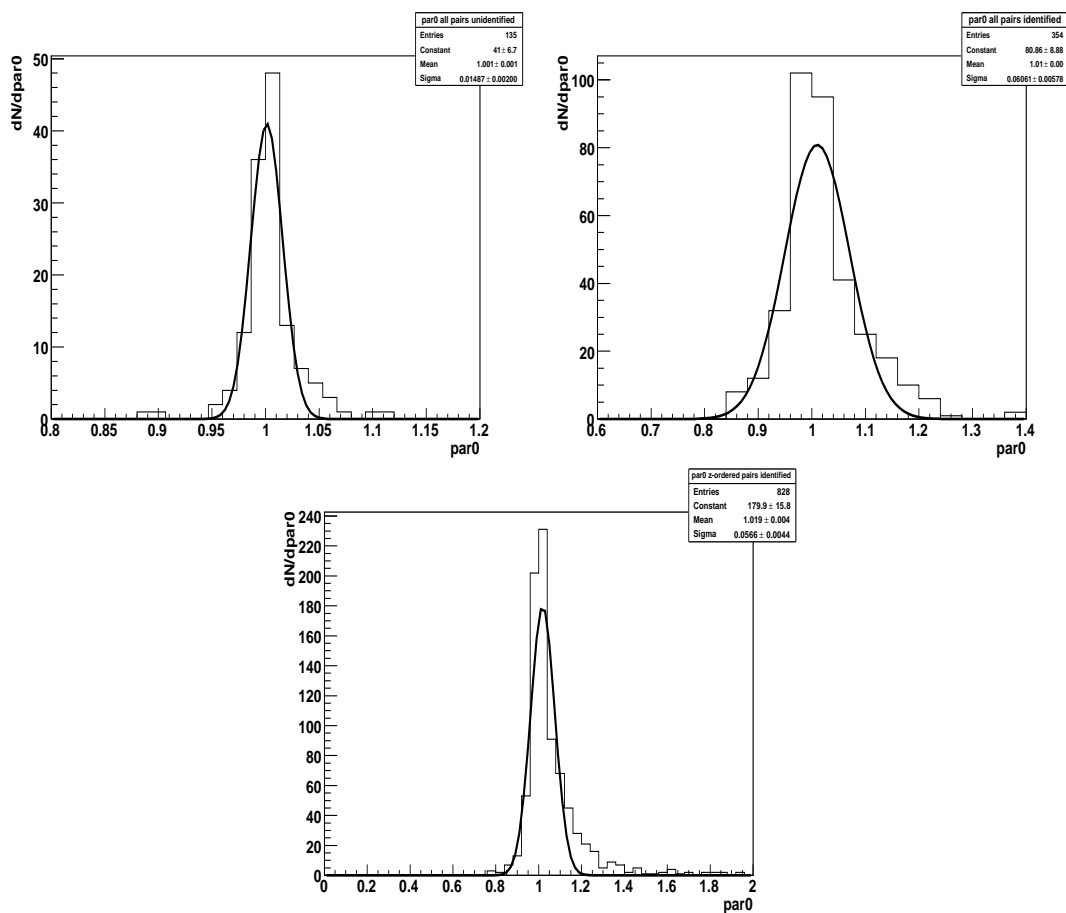 par0 all pairs unidentified
Entries 135
Constant 41 ± 6.7
Mean 1.001 ± 0.001
Sigma 0.01487 ± 0.00200
dN/dpar0
50
40
30
20
10
0
0.8 0.85 0.9 0.95 1 1.05 1.1 1.15 1.2
par0
par0 all pairs identified
Entries 354
Constant 80.86 ± 8.88
Mean 1.01 ± 0.00
Sigma 0.06061 ± 0.00578
dN/dpar0
100
80
60
40
20
0
0.6 0.7 0.8 0.9 1 1.1 1.2 1.3 1.4
par0
par0 z-ordered pairs identified
Entries 828
Constant 179.9 ± 15.8
Mean 1.019 ± 0.004
Sigma 0.0566 ± 0.0044
dN/dpar0
240
220
200
180
160
140
120
100
80
60
40
20
0
0 0.2 0.4 0.6 0.8 1 1.2 1.4 1.6 1.8 2
par0